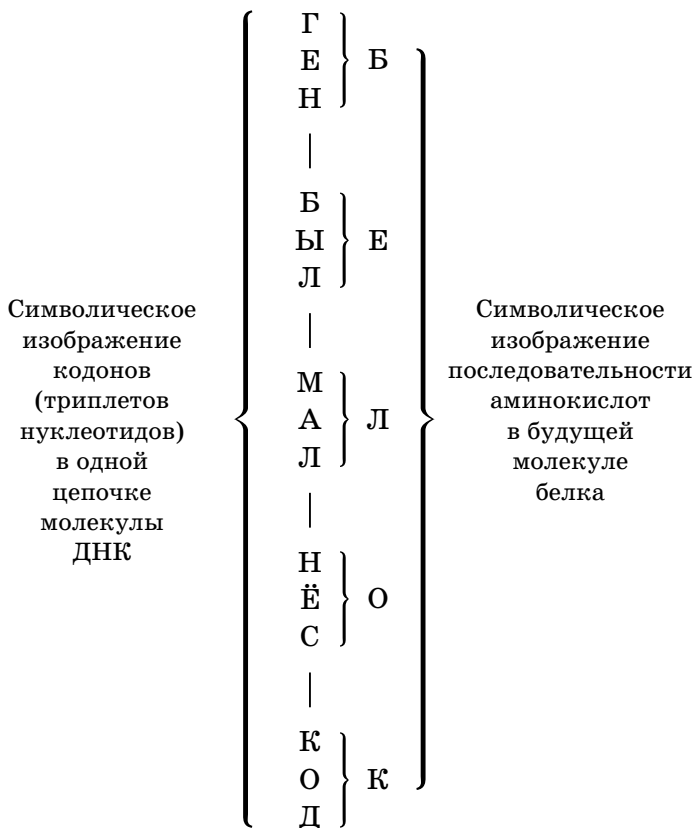 Г
Е
Н
Б
Б
Ы
Л
Е
М
А
Л
Л
Н
Ё
С
О
К
О
Д
К
Символическое
изображение
кодонов
(триплетов
нуклеотидов)
в одной
цепочке
молекулы
ДНК
Символическое
изображение
последовательности
аминокислот
в будущей
молекуле
белка